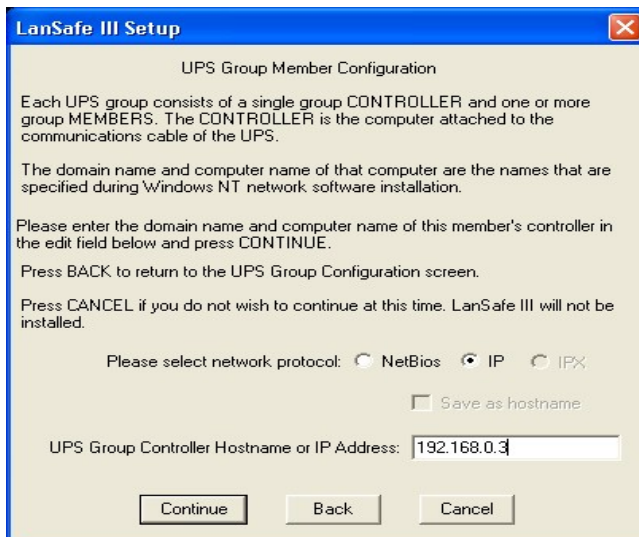 LanSafe III Setup
UPS Group Member Configuration
Each UPS group consists of a single group CONTROLLER and one or more
group MEMBERS. The CONTROLLER is the computer attached to the
communications cable of the UPS.
The domain name and computer name of that computer are the names that are
specified during Windows NT network software installation.
Please enter the domain name and computer name of this member's controller in
the edit field below and press CONTINUE.
Press BACK to return to the UPS Group Configuration screen.
Press CANCEL if you do not wish to continue at this time. LanSafe III will not be
installed.
Please select network protocol: NetBios IP IPX
Save as hostname
UPS Group Controller Hostname or IP Address: 192.168.0.3
Continue Back Cancel